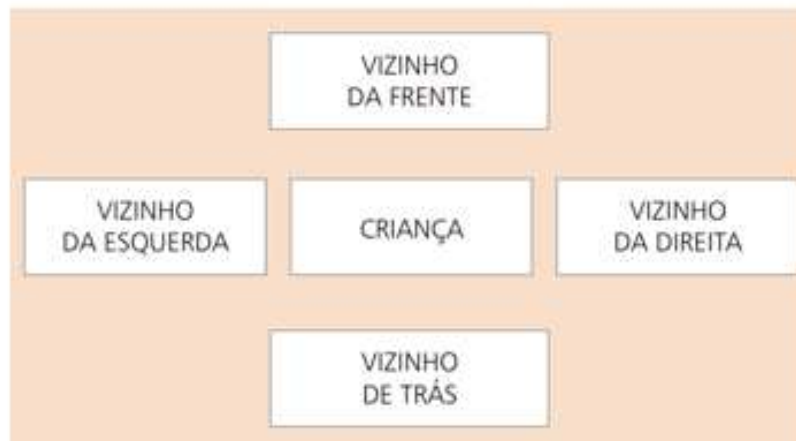 VIZINHO
DA FRENTE
VIZINHO
DA ESQUERDA
CRIANÇA
VIZINHO
DA DIREITA
VIZINHO
DE TRÁS